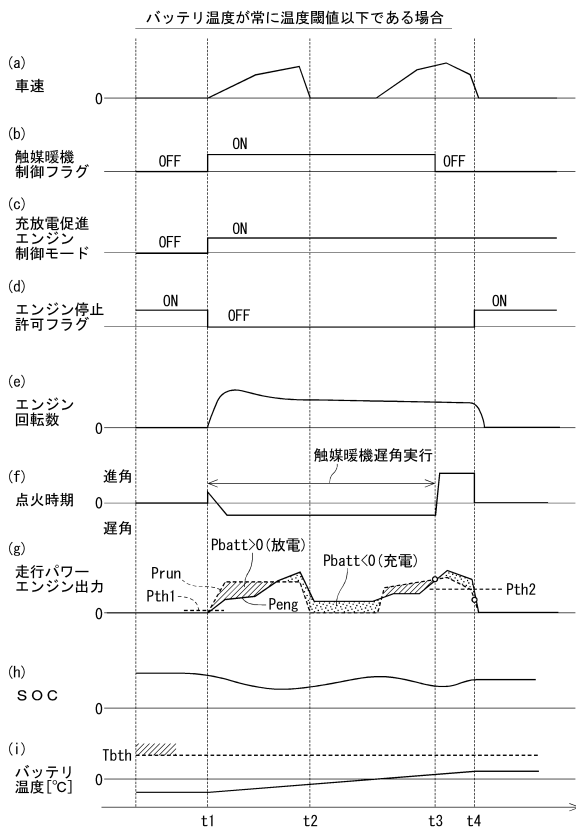 バッテリ温度が常に温度閾値以下である場合
(a)
車速
0
(b)
触媒暖機
制御フラグ
OFF
ON
OFF
(c)
充放電促進
エンジン
制御モード
OFF
ON
(d)
エンジン停止
許可フラグ
ON
OFF
ON
(e)
エンジン
回転数
0
(f)
点火時期
進角
0
遅角
触媒暖機遅角実行
(g)
走行パワー
エンジン出力
0
Pbatt>0(放電)
Prun
Pth1
Peng
Pbatt<0(充電)
Pth2
(h)
SOC
0
(i)
バッテリ
温度[℃]
Tbth
0
t1
t2
t3
t4